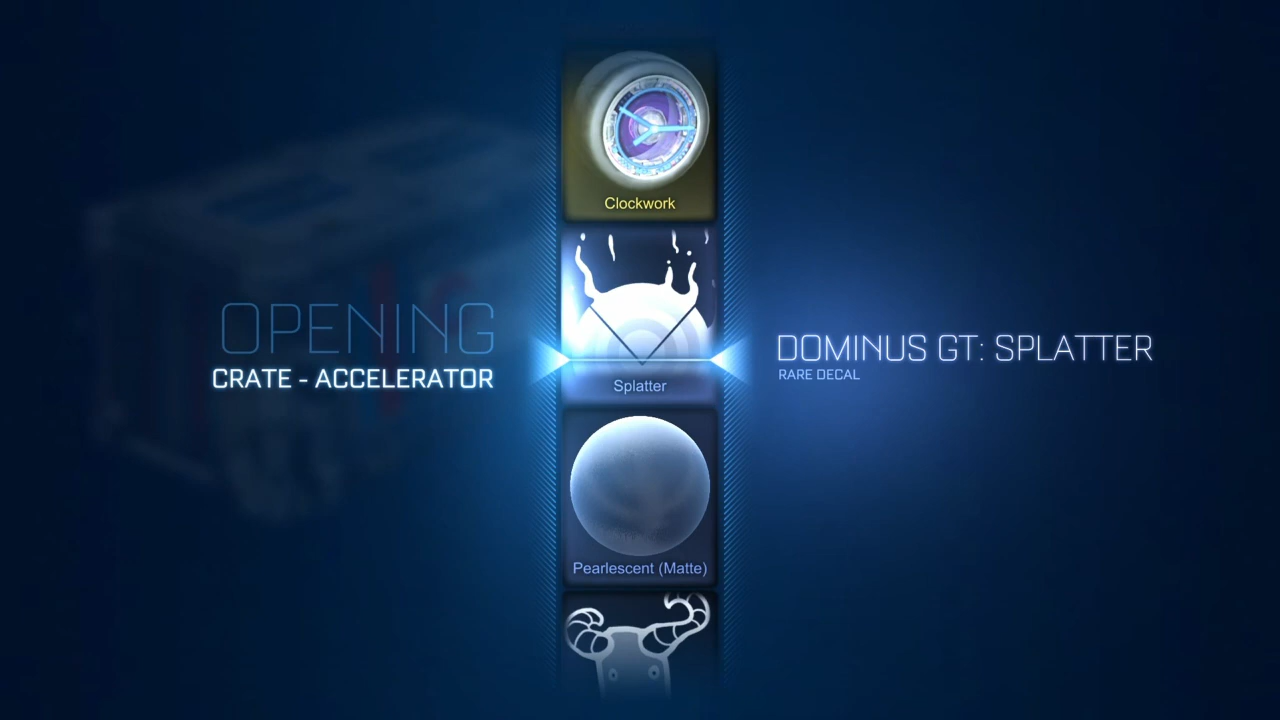 Clockwork
OPENING
CRATE - ACCELERATOR
Splatter
DOMINUS GT: SPLATTER
RARE DECAL
Pearlescent (Matte)